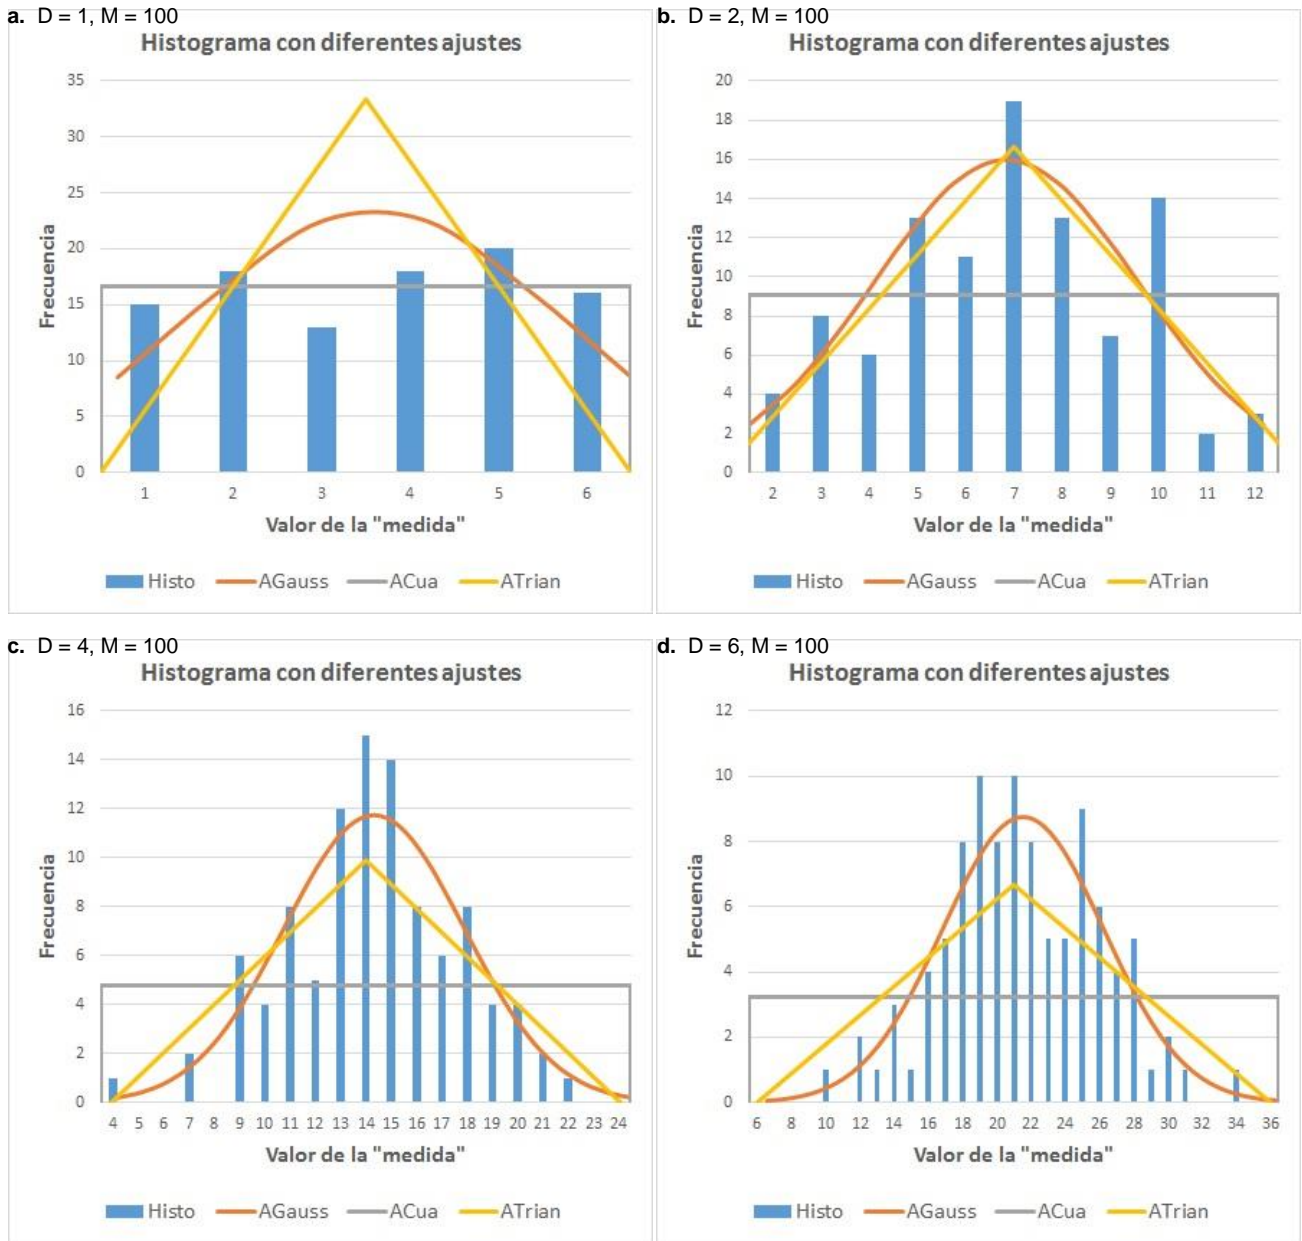 a. D = 1, M = 100
Histograma con diferentes ajustes
35
30
25
20
15
10
5
0
Frecuencia
1 2 3 4 5 6
Valor de la "medida"
Histo AGauss ACua ATrian
b. D = 2, M = 100
Histograma con diferentes ajustes
20
18
16
14
12
10
8
6
4
2
0
Frecuencia
2 3 4 5 6 7 8 9 10 11 12
Valor de la "medida"
Histo AGauss ACua ATrian
c. D = 4, M = 100
Histograma con diferentes ajustes
16
14
12
10
8
6
4
2
0
Frecuencia
4 5 6 7 8 9 10 11 12 13 14 15 16 17 18 19 20 21 22 23 24
Valor de la "medida"
Histo AGauss ACua ATrian
d. D = 6, M = 100
Histograma con diferentes ajustes
12
10
8
6
4
2
0
Frecuencia
6 8 10 12 14 16 18 20 22 24 26 28 30 32 34 36
Valor de la "medida"
Histo AGauss ACua ATrian